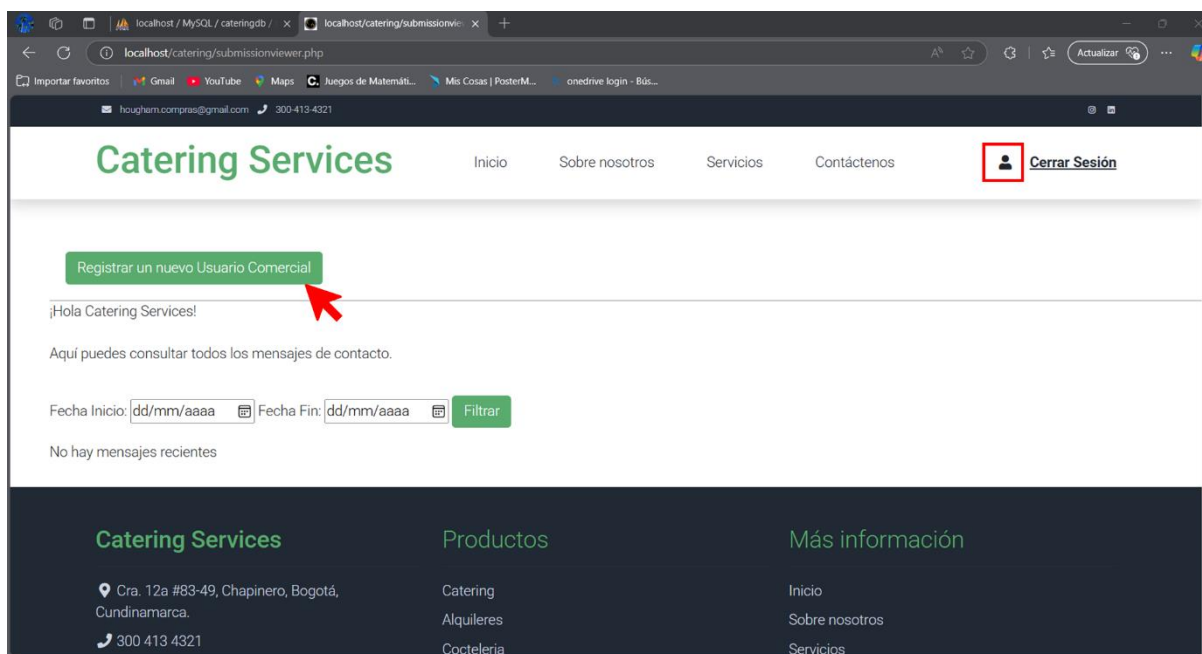 localhost / MySQL / cateringdb /
localhost/catering/submissionvie
localhost/catering/submissionviewer.php
Actualizar
Importar favoritos
Gmail
YouTube
Maps
Juegos de Matemáti...
Mis Cosas | PosterM...
onedrive login - Bús...
hougham.compras@gmail.com 300-413-4321
Catering Services
Inicio
Sobre nosotros
Servicios
Contáctenos
Cerrar Sesión
Registrar un nuevo Usuario Comercial
¡Hola Catering Services!
Aquí puedes consultar todos los mensajes de contacto.
Fecha Inicio: dd/mm/aaaa Fecha Fin: dd/mm/aaaa Filtrar
No hay mensajes recientes
Catering Services
Cra. 12a #83-49, Chapinero, Bogotá,
Cundinamarca.
300 413 4321
Productos
Catering
Alquileres
Cocteleria
Más información
Inicio
Sobre nosotros
Servicios